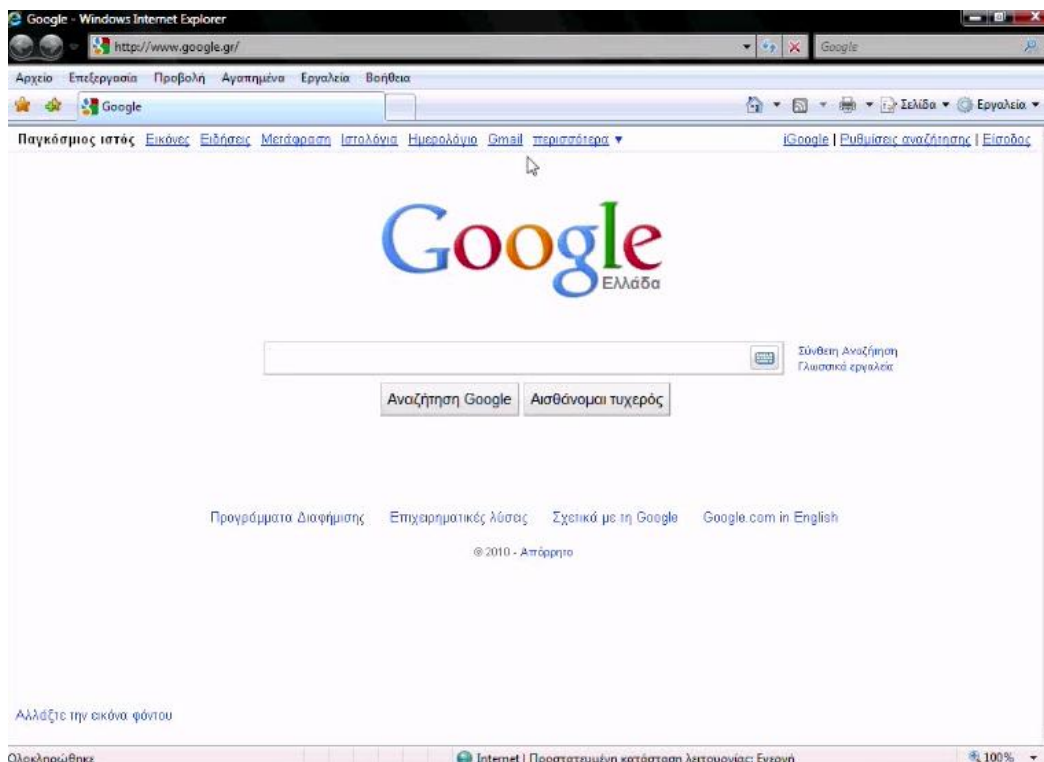 Google - Windows Internet Explorer
http://www.google.gr/
Google
Αρχείο Επεξεργασία Προβολή Αγαπημένα Εργαλεία Βοήθεια
Google
Σελίδα Εργαλεία
Παγκόσμιος ιστός Εικόνες Ειδήσεις Μετάφραση Ιστολόγια Ημερολόγιο Gmail περισσότερα ▼
iGoogle | Ρυθμίσεις αναζήτησης | Είσοδος
Google
Ελλάδα
Σύνθετη Αναζήτηση
Γλωσσικά εργαλεία
Αναζήτηση Google Αισθάνομαι τυχερός
Προγράμματα Διαφήμισης Επιχειρηματικές λύσεις Σχετικά με τη Google Google.com in English
© 2010 - Απόρρητο
Αλλάξτε την εικόνα φόντου
Ολοκληρώθηκε
Internet | Προστατευμένη κατάσταση λειτουργίας: Ενεργή
100%